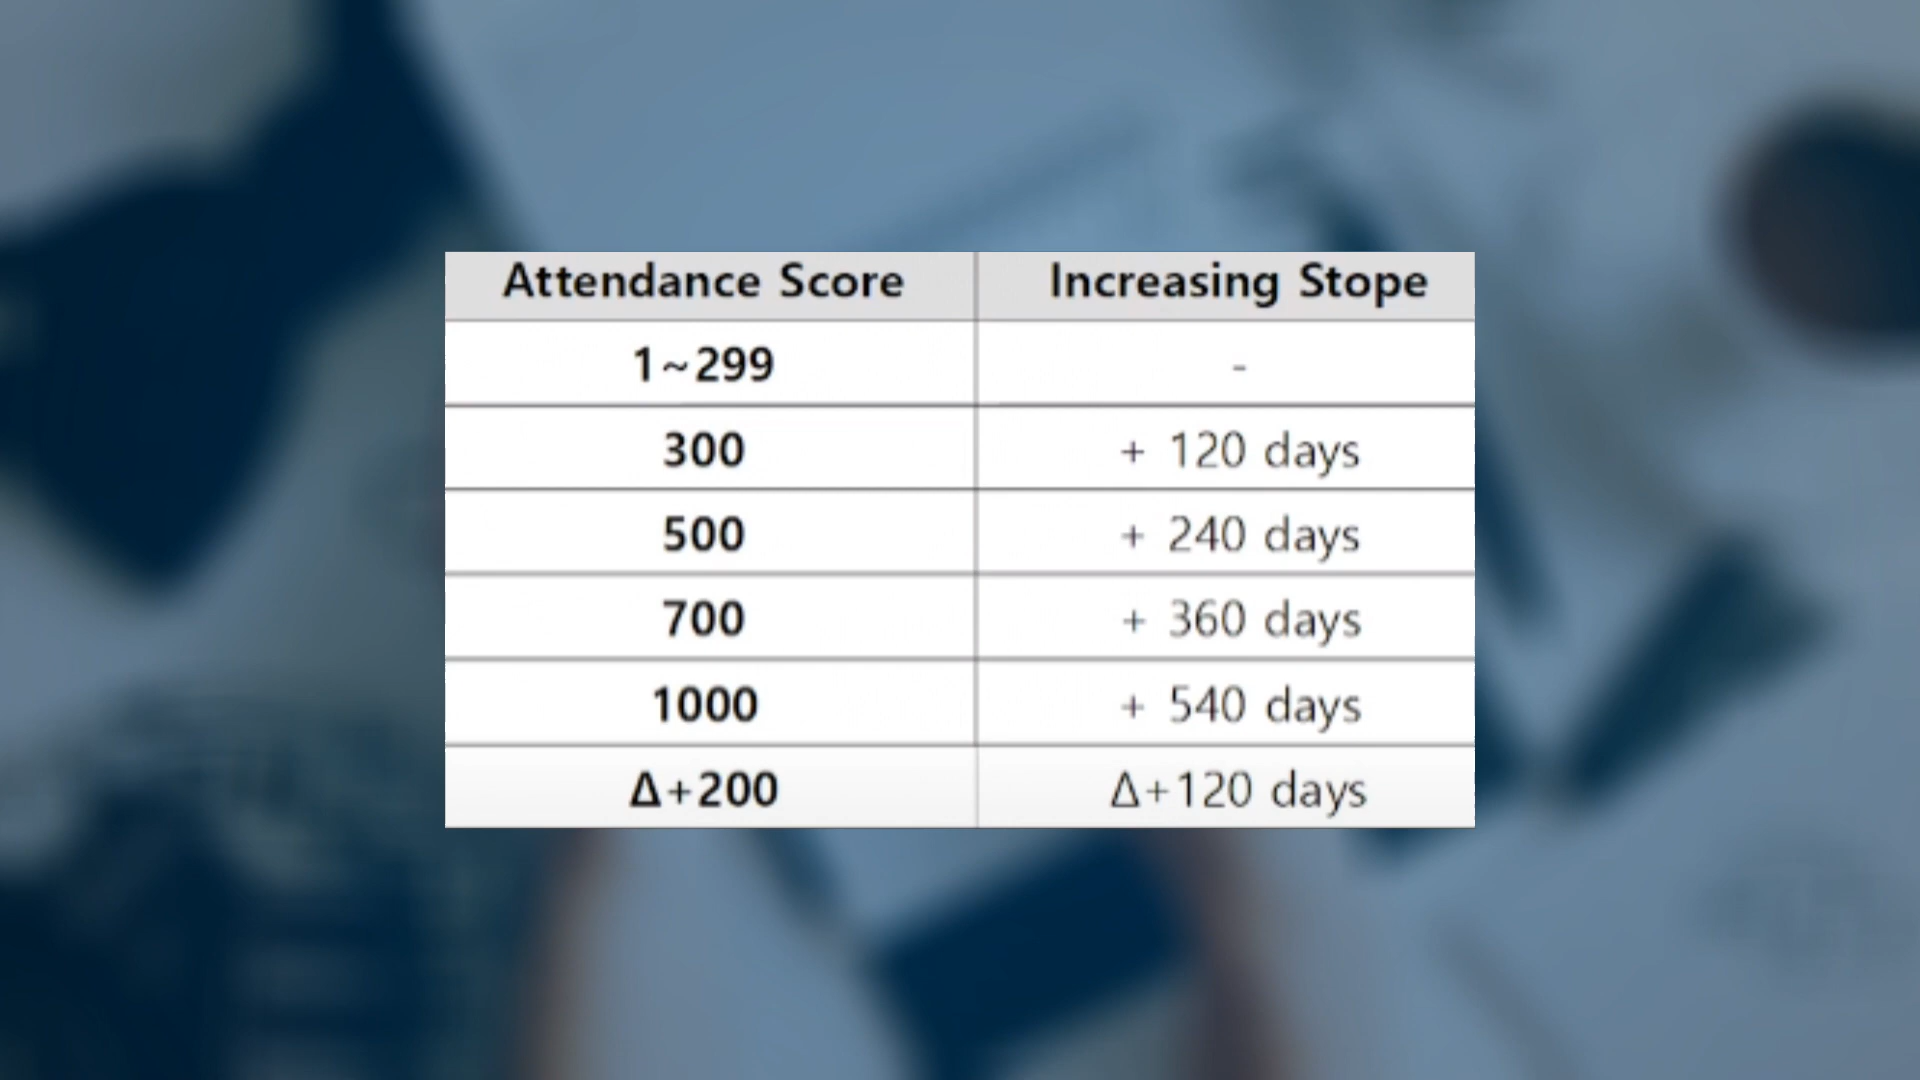 Attendance Score Increasing Stope
1~299 -
300 + 120 days
500 + 240 days
700 + 360 days
1000 + 540 days
Δ+200 Δ+120 days